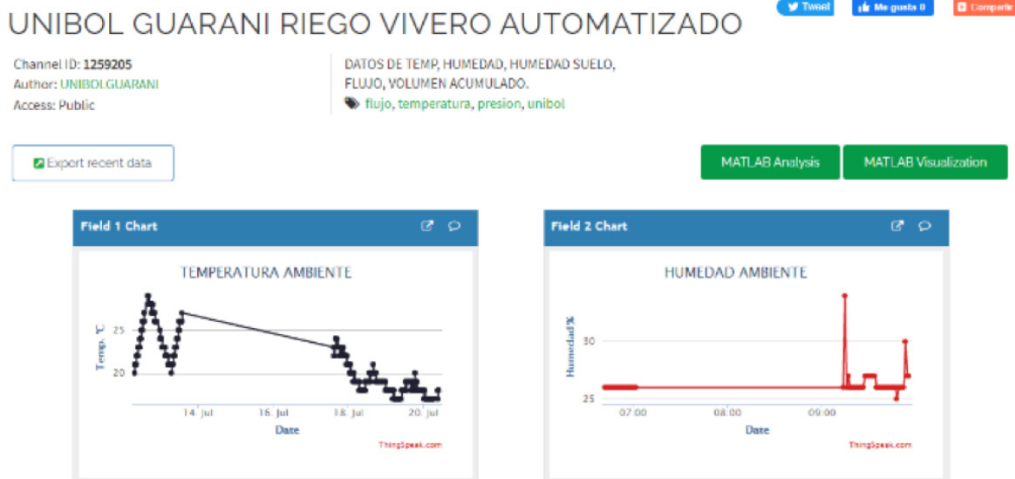 UNIBOL GUARANI RIEGO VIVERO AUTOMATIZADO
Tweet
Me gusta 0
Compartir
Channel ID: 1259205
Author: UNIBOLGUARANI
Access: Public
DATOS DE TEMP, HUMEDAD, HUMEDAD SUELO,
FLUJO, VOLUMEN ACUMULADO.
flujo, temperatura, presion, unibol
Export recent data
MATLAB Analysis
MATLAB Visualization
Field 1 Chart
TEMPERATURA AMBIENTE
Temp. °C
25
20
14. Jul
16. Jul
18. Jul
20. Jul
Date
ThingSpeak.com
Field 2 Chart
HUMEDAD AMBIENTE
Humedad %
30
25
07:00
08:00
09:00
Date
ThingSpeak.com